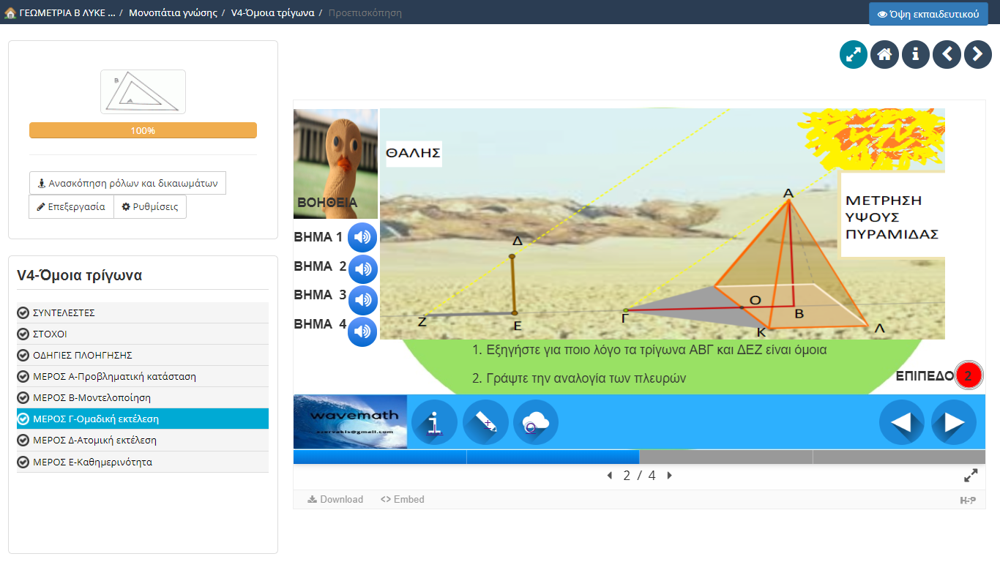 ΓΕΩΜΕΤΡΙΑ Β ΛΥΚΕ ... / Μονοπάτια γνώσης / V4-Όμοια τρίγωνα / Προεπισκόπηση
Όψη εκπαιδευτικού
B
100%
Ανασκόπηση ρόλων και δικαιωμάτων
Επεξεργασία
Ρυθμίσεις
V4-Όμοια τρίγωνα
ΣΥΝΤΕΛΕΣΤΕΣ
ΣΤΟΧΟΙ
ΟΔΗΓΙΕΣ ΠΛΟΗΓΗΣΗΣ
ΜΕΡΟΣ Α-Προβληματική κατάσταση
ΜΕΡΟΣ Β-Μοντελοποίηση
ΜΕΡΟΣ Γ-Ομαδική εκτέλεση
ΜΕΡΟΣ Δ-Ατομική εκτέλεση
ΜΕΡΟΣ Ε-Καθημερινότητα
ΒΟΗΘΕΙΑ
ΒΗΜΑ 1
ΒΗΜΑ 2
ΒΗΜΑ 3
ΒΗΜΑ 4
ΘΑΛΗΣ
ΜΕΤΡΗΣΗ
ΥΨΟΥΣ
ΠΥΡΑΜΙΔΑΣ
Α
Δ
Ο
Β
Γ
Ζ
Ε
Κ
Λ
1. Εξηγήστε για ποιο λόγο τα τρίγωνα ΑΒΓ και ΔΕΖ είναι όμοια
2. Γράψτε την αναλογία των πλευρών
ΕΠΙΠΕΔΟ 2
wavemath
2 / 4
Download
<> Embed
H-P